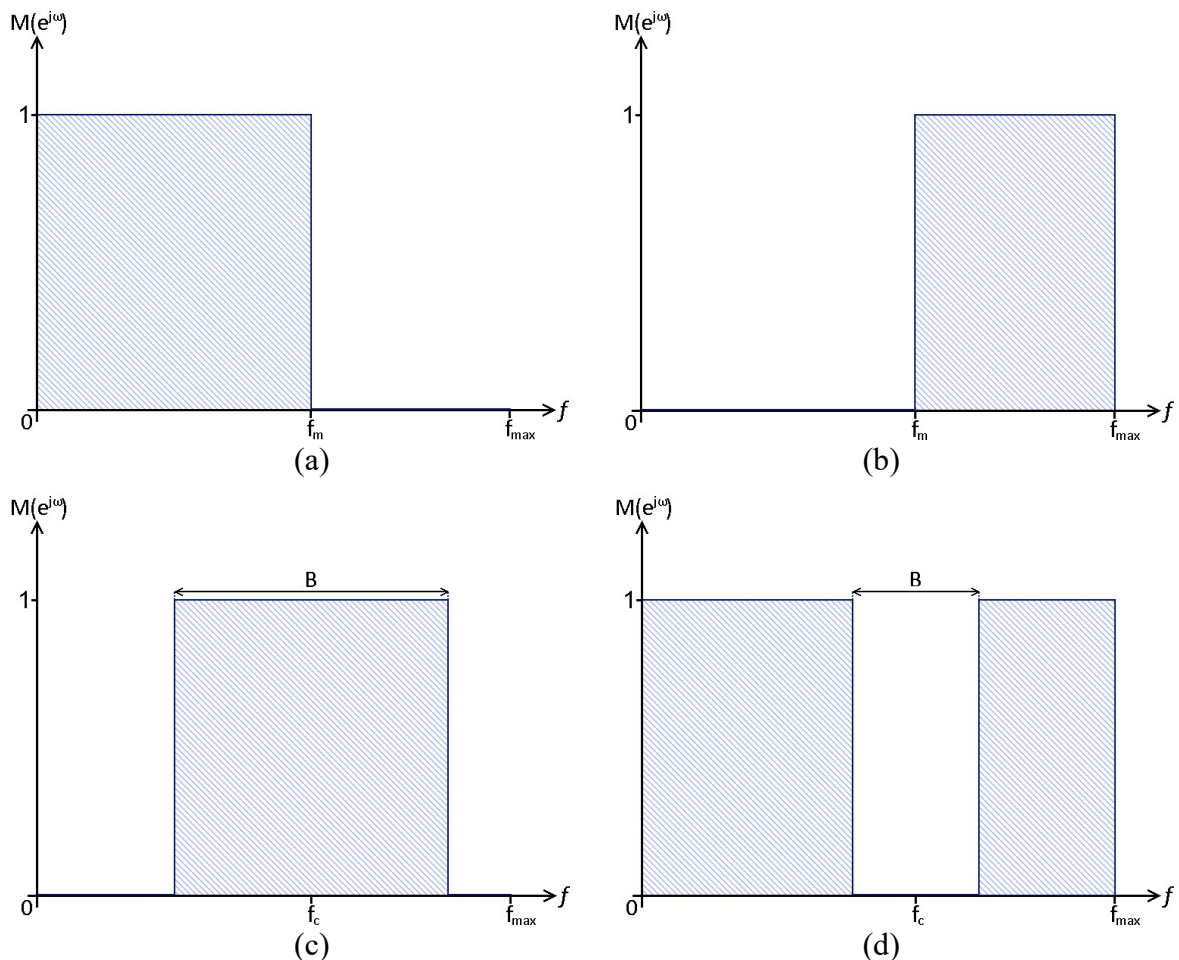 M(e^jω)
1
0
f_m
f_max
f
(a)
M(e^jω)
1
0
f_m
f_max
f
(b)
M(e^jω)
B
1
0
f_c
f_max
f
(c)
M(e^jω)
B
1
0
f_c
f_max
f
(d)